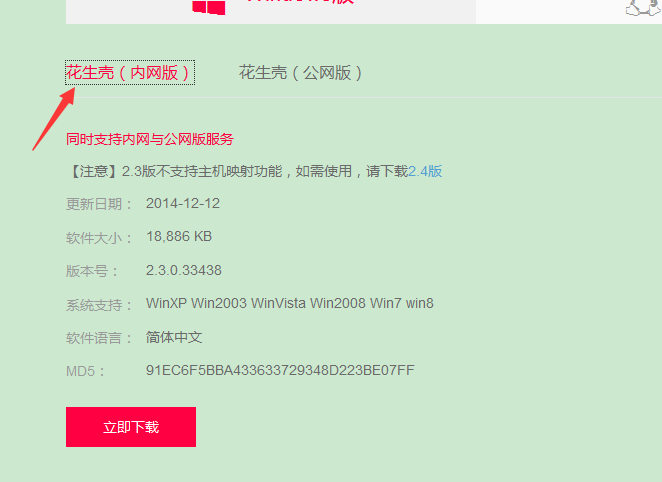 花生壳（内网版） 花生壳（公网版）
同时支持内网与公网版服务
【注意】2.3版不支持主机映射功能，如需使用，请下载2.4版
更新日期： 2014-12-12
软件大小： 18,886 KB
版本号： 2.3.0.33438
系统支持： WinXP Win2003 WinVista Win2008 Win7 win8
软件语言： 简体中文
MD5： 91EC6F5BBA433633729348D223BE07FF
立即下载